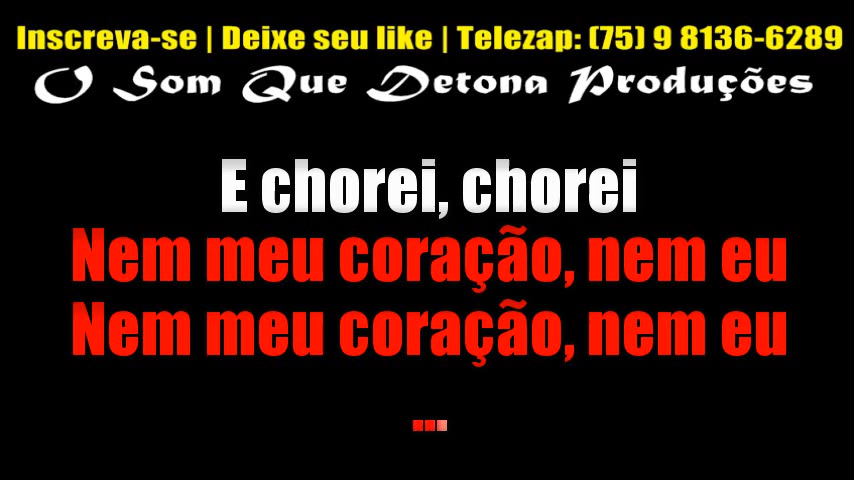 Inscreva-se | Deixe seu like | Telezap: (75) 9 8136-6289
O Som Que Detona Produções
E chorei, chorei
Nem meu coração, nem eu
Nem meu coração, nem eu